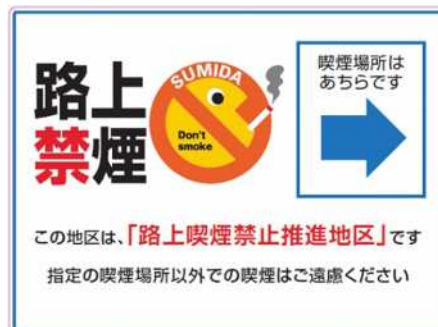 路上
禁煙
SUMIDA
Don't
smoke
喫煙場所は
あちらです
この地区は、「路上喫煙禁止推進地区」です
指定の喫煙場所以外での喫煙はご遠慮ください